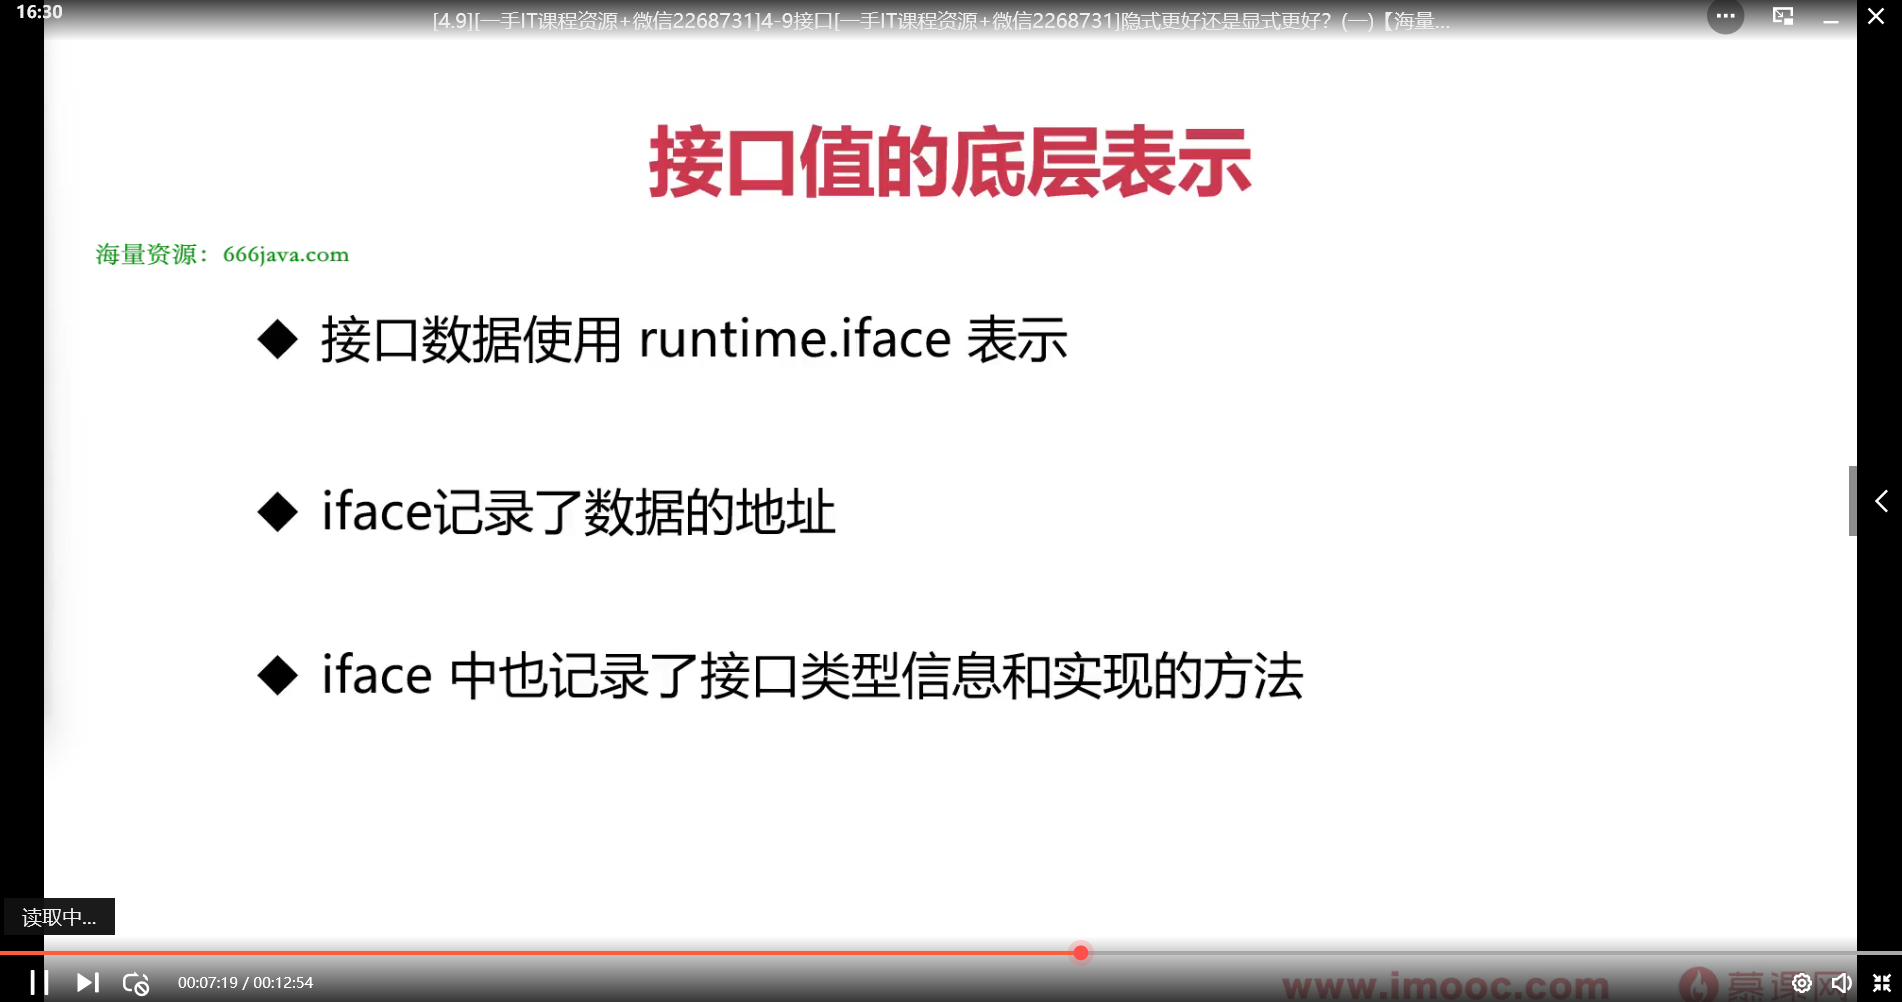 16:30
[4.9][一手IT课程资源+微信2268731]4-9接口[一手IT课程资源+微信2268731]隐式更好还是显式更好？(一)【海量...
接口值的底层表示
海量资源：666java.com
◆ 接口数据使用 runtime.iface 表示
◆ iface记录了数据的地址
◆ iface 中也记录了接口类型信息和实现的方法
读取中...
00:07:19 / 00:12:54
www.imooc.com 慕课网